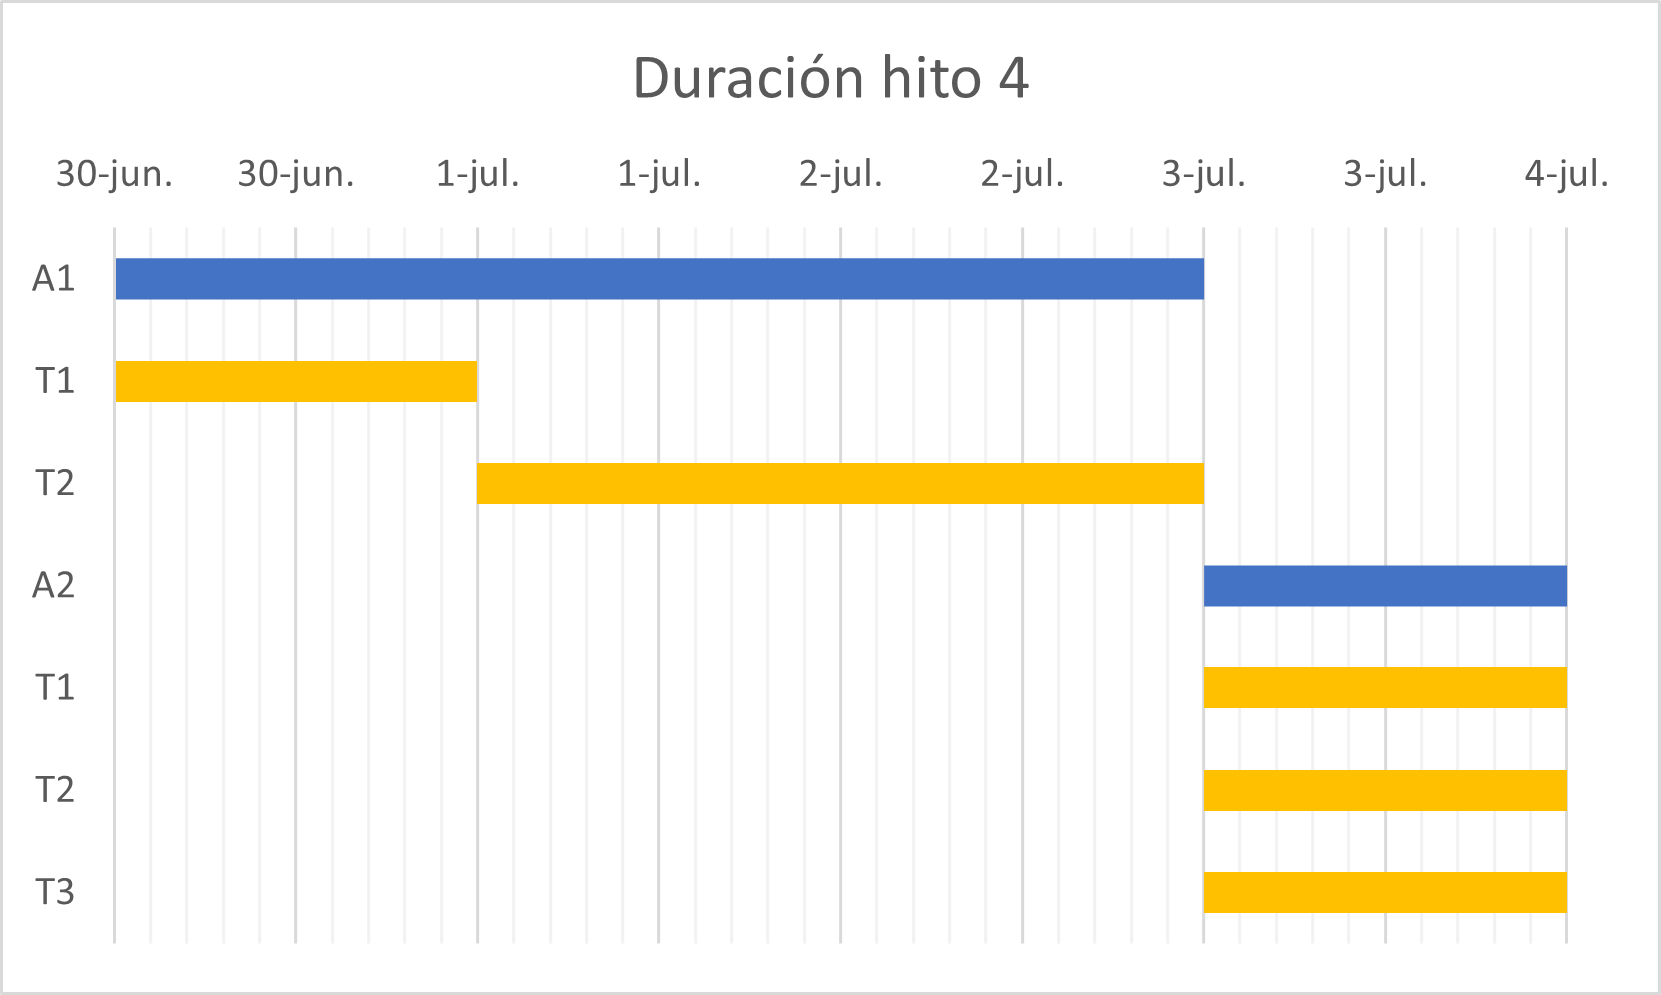 Duración hito 4
30-jun. 30-jun. 1-jul. 1-jul. 2-jul. 2-jul. 3-jul. 3-jul. 4-jul.
A1
T1
T2
A2
T1
T2
T3